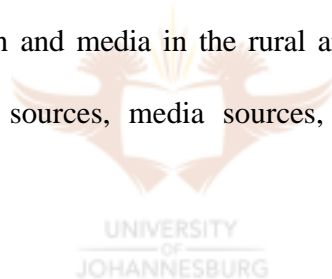 n and media in the rural a
sources, media sources,
UNIVERSITY
OF
JOHANNESBURG